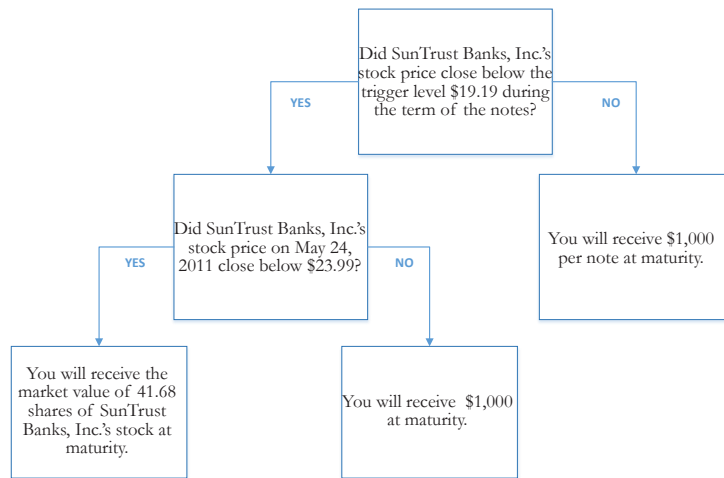 Did SunTrust Banks, Inc.'s
stock price close below the
trigger level $19.19 during
the term of the notes?
YES
NO
Did SunTrust Banks, Inc.'s
stock price on May 24,
2011 close below $23.99?
You will receive $1,000
per note at maturity.
YES
NO
You will receive the
market value of 41.68
shares of SunTrust
Banks, Inc.'s stock at
maturity.
You will receive $1,000
at maturity.